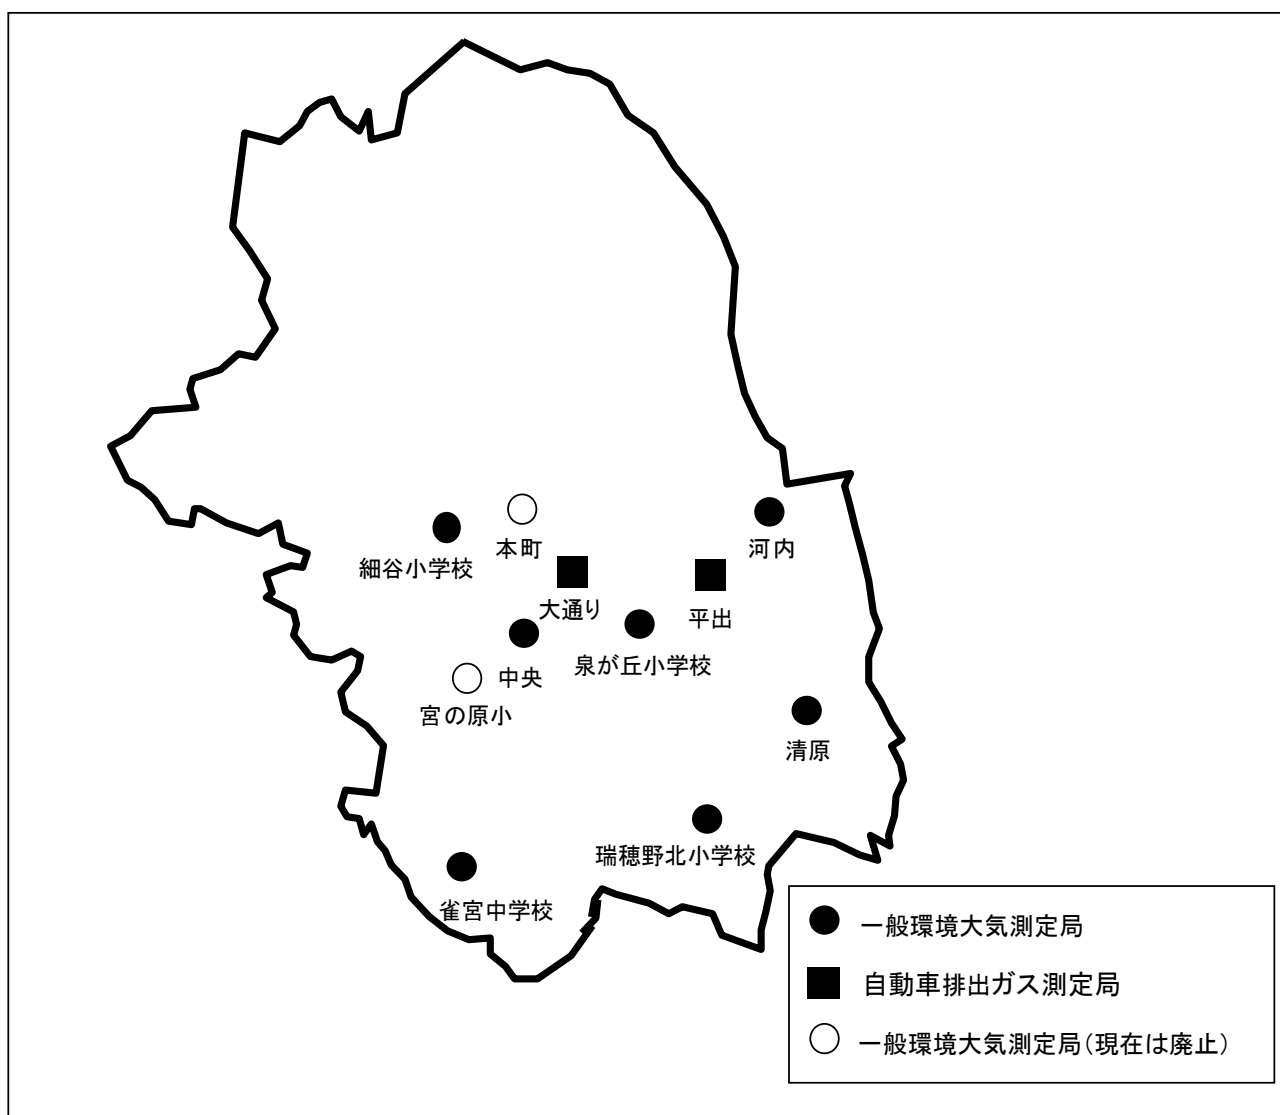 本町
河内
細谷小学校
大通り
平出
泉が丘小学校
中央
宮の原小
清原
瑞穂野北小学校
雀宮中学校
一般環境大気測定局
自動車排出ガス測定局
一般環境大気測定局(現在は廃止)